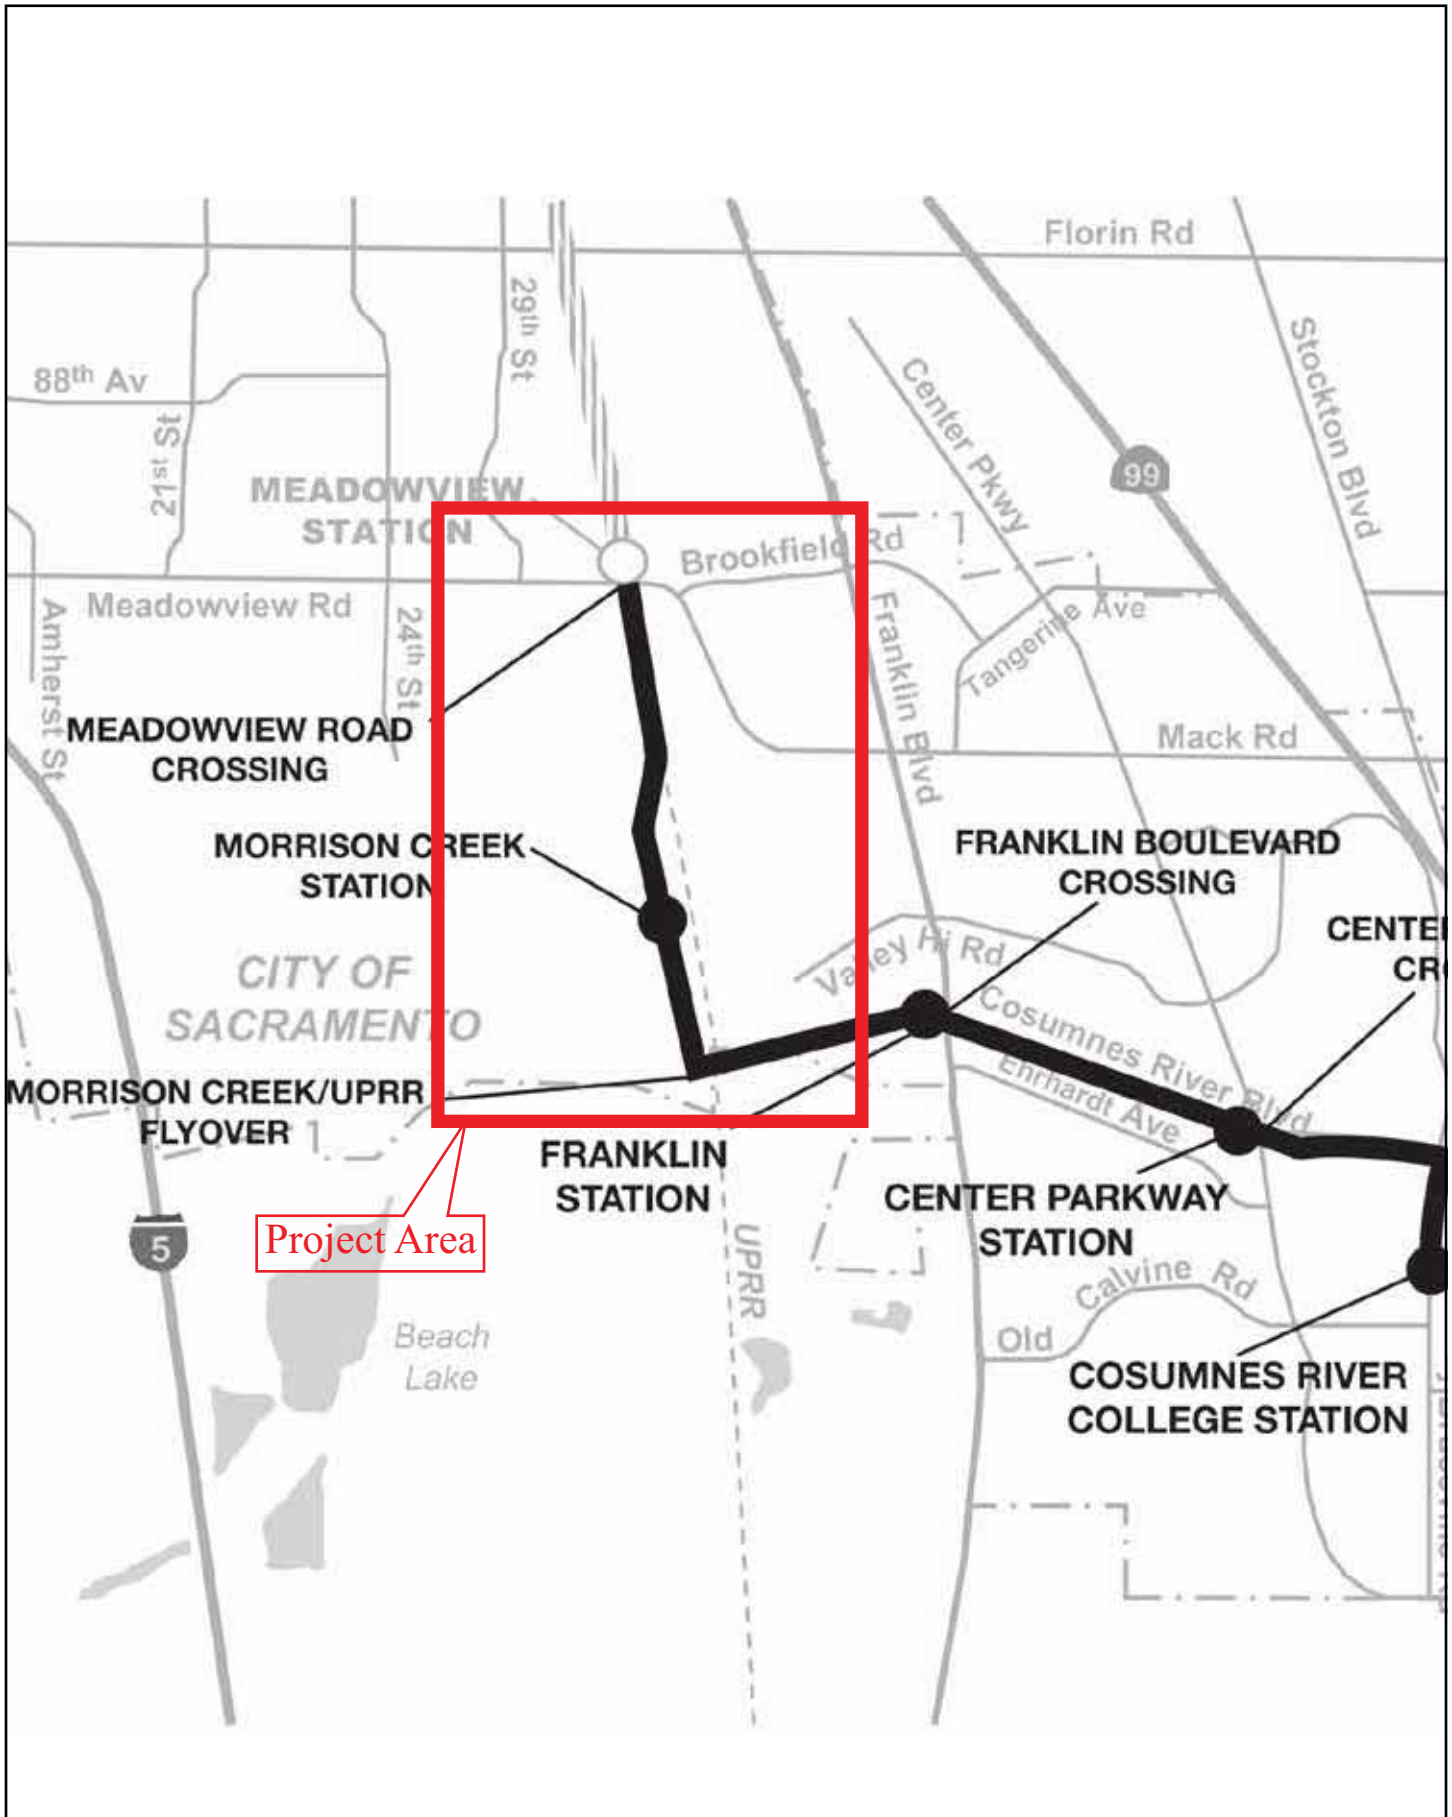 Florin Rd
29th St
Stockton Blvd
88th Av
Center Pkwy
21st St
99
MEADOWVIEW
STATION
Brookfield Rd
Meadowview Rd
Amherst St
24th St
Franklin Blvd
Tangerine Ave
MEADOWVIEW ROAD
CROSSING
Mack Rd
MORRISON CREEK
STATION
FRANKLIN BOULEVARD
CROSSING
CENTE
CR
Valley Hi Rd
CITY OF
SACRAMENTO
Cosumnes River Blvd
Ehrhardt Ave
MORRISON CREEK/UPRR
FLYOVER
FRANKLIN
STATION
CENTER PARKWAY
STATION
Project Area
5
UPRR
Old Calvine Rd
Beach
Lake
COSUMNES RIVER
COLLEGE STATION